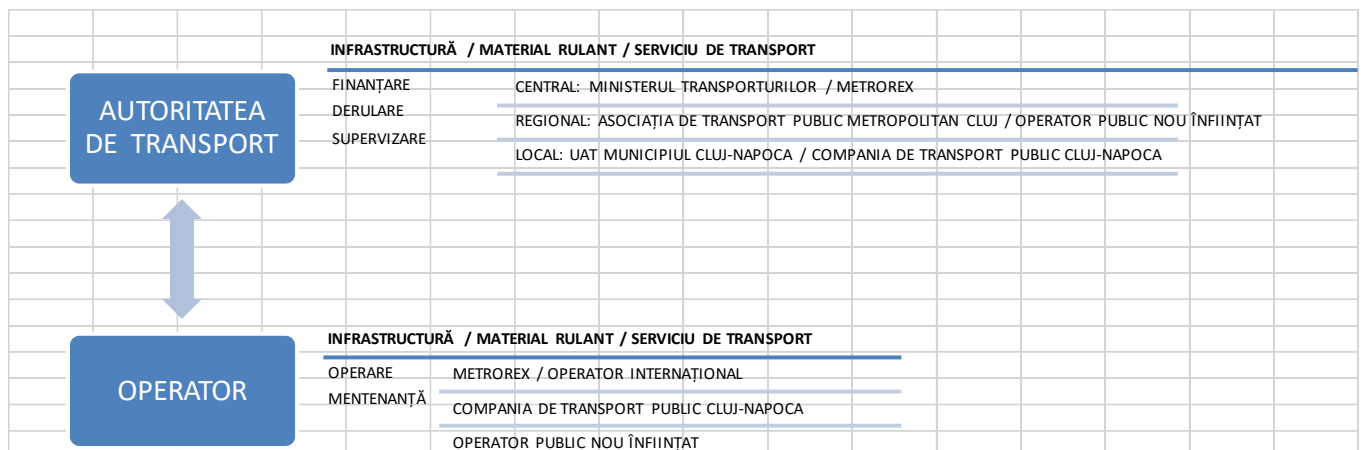 INFRASTRUCTURĂ / MATERIAL RULANT / SERVICIU DE TRANSPORT
AUTORITATEA
DE TRANSPORT
FINANȚARE
DERULARE
SUPERVIZARE
CENTRAL: MINISTERUL TRANSPORTURILOR / METROREX
REGIONAL: ASOCIAȚIA DE TRANSPORT PUBLIC METROPOLITAN CLUJ / OPERATOR PUBLIC NOU ÎNFIINȚAT
LOCAL: UAT MUNICIPIUL CLUJ-NAPOCA / COMPANIA DE TRANSPORT PUBLIC CLUJ-NAPOCA
INFRASTRUCTURĂ / MATERIAL RULANT / SERVICIU DE TRANSPORT
OPERATOR
OPERARE
MENTENANȚĂ
METROREX / OPERATOR INTERNAȚIONAL
COMPANIA DE TRANSPORT PUBLIC CLUJ-NAPOCA
OPERATOR PUBLIC NOU ÎNFIINȚAT